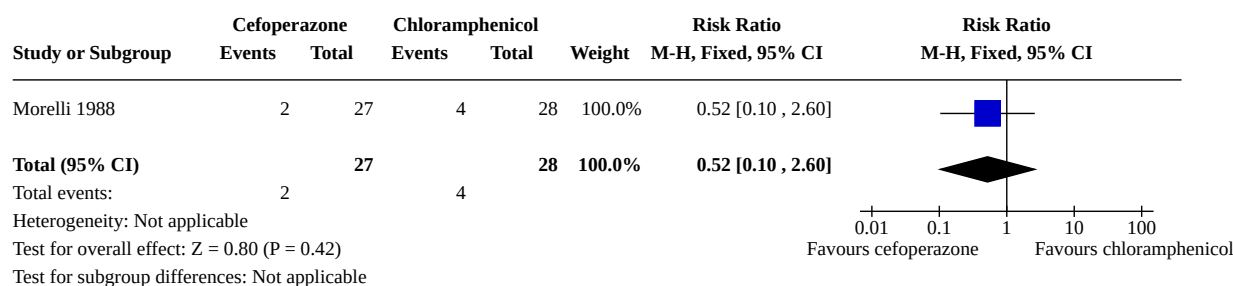 Cefoperazone Chloramphenicol Risk Ratio Risk Ratio
Study or Subgroup Events Total Events Total Weight M-H, Fixed, 95% CI M-H, Fixed, 95% CI
Morelli 1988 2 27 4 28 100.0% 0.52 [0.10 , 2.60]
Total (95% CI) 27 28 100.0% 0.52 [0.10 , 2.60]
Total events: 2 4
Heterogeneity: Not applicable
0.01 0.1 1 10 100
Test for overall effect: Z = 0.80 (P = 0.42) Favours cefoperazone Favours chloramphenicol
Test for subgroup differences: Not applicable